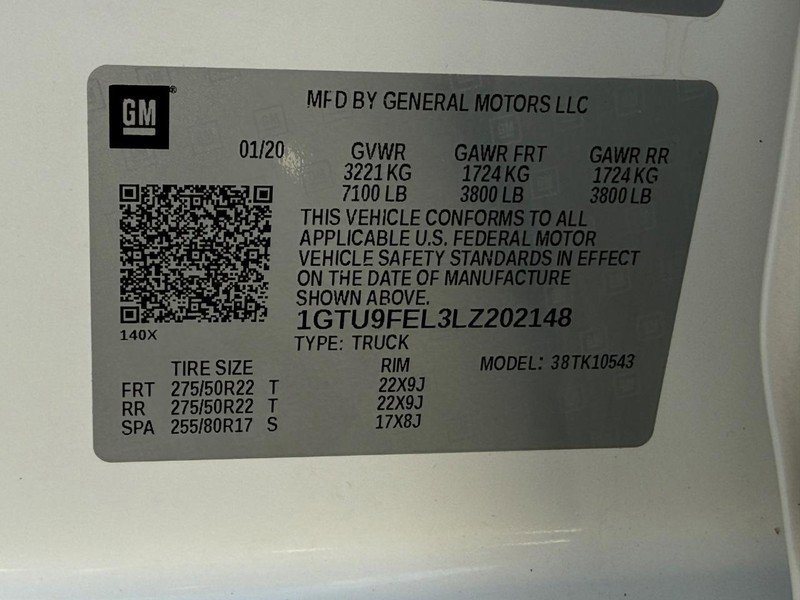 GM®
MFD BY GENERAL MOTORS LLC
01/20 GVWR GAWR FRT GAWR RR
3221 KG 1724 KG 1724 KG
7100 LB 3800 LB 3800 LB
THIS VEHICLE CONFORMS TO ALL
APPLICABLE U.S. FEDERAL MOTOR
VEHICLE SAFETY STANDARDS IN EFFECT
ON THE DATE OF MANUFACTURE
SHOWN ABOVE.
1GTU9FEL3LZ202148
140X
TYPE: TRUCK
TIRE SIZE RIM MODEL: 38TK10543
FRT 275/50R22 T 22X9J
RR 275/50R22 T 22X9J
SPA 255/80R17 S 17X8J